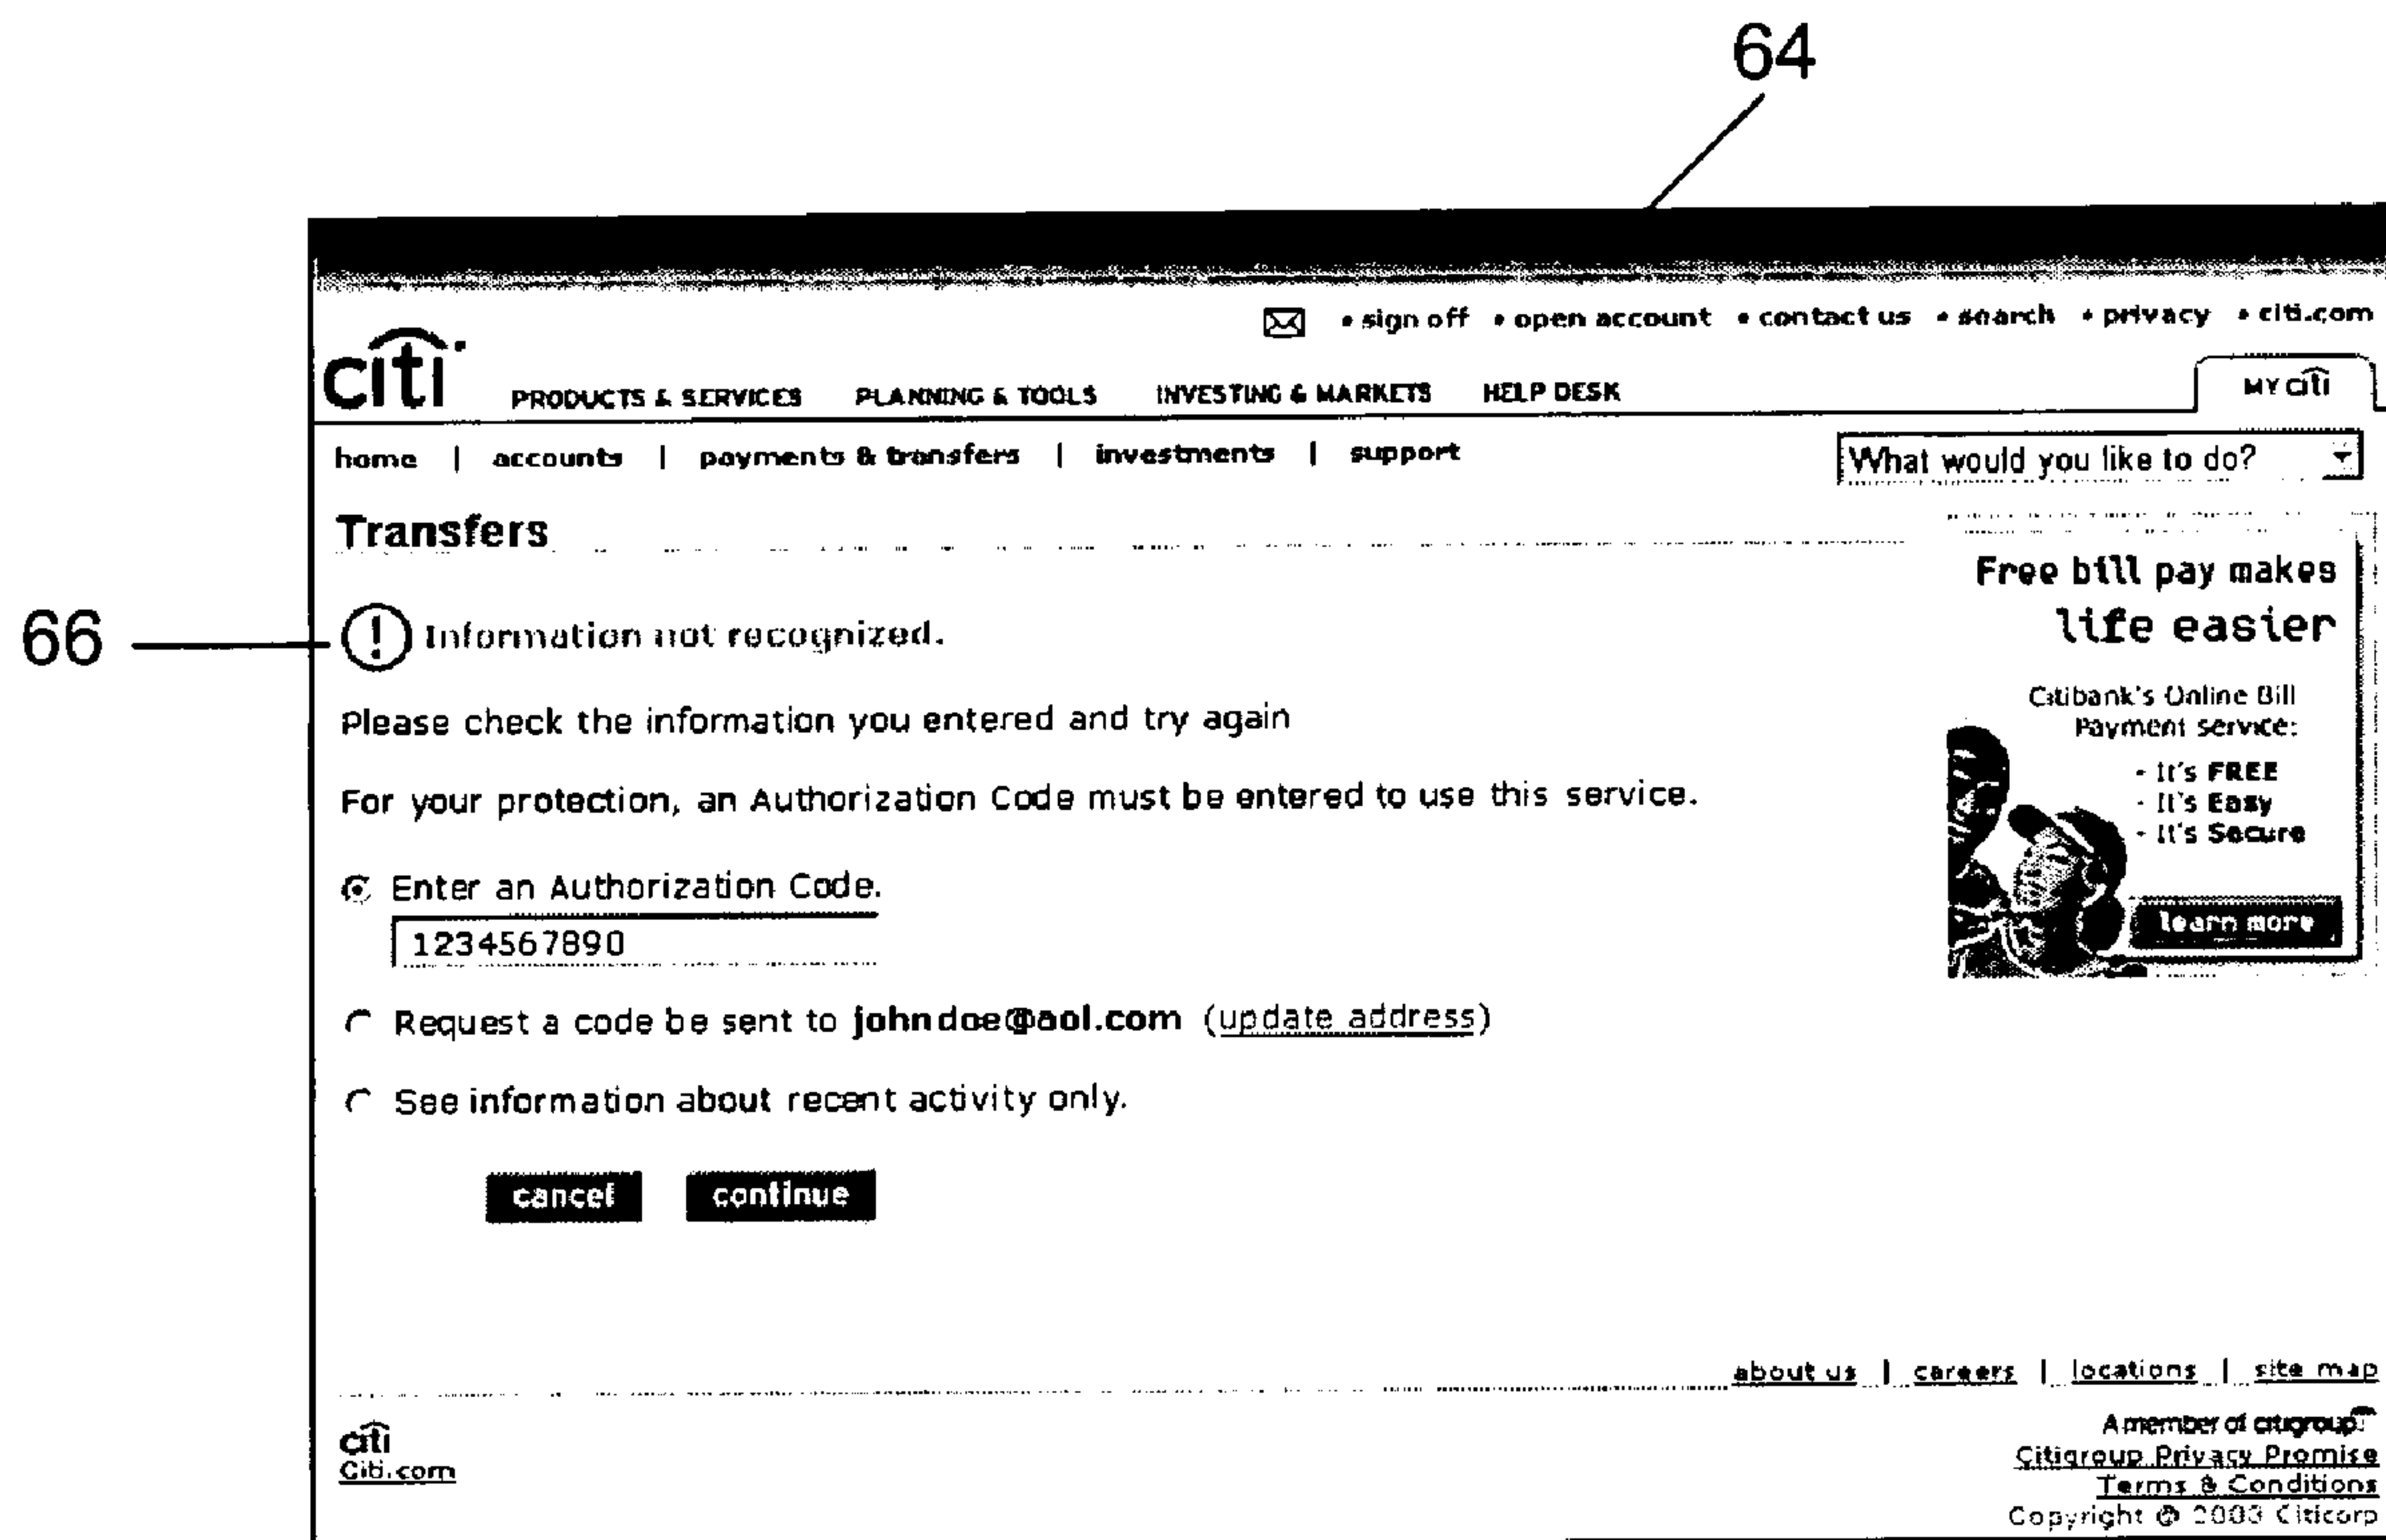 64
• sign off • open account • contact us • search • privacy • citi.com
citi
PRODUCTS & SERVICES PLANNING & TOOLS INVESTING & MARKETS HELP DESK MY citi
home | accounts | payments & transfers | investments | support What would you like to do?
Transfers
66
! Information not recognized.
Please check the information you entered and try again
For your protection, an Authorization Code must be entered to use this service.
Enter an Authorization Code.
1234567890
Request a code be sent to johndoe@aol.com (update address)
See information about recent activity only.
cancel continue
Free bill pay makes
life easier
Citibank's Online Bill
Payment service:
- It's FREE
- It's Easy
- It's Secure
learn more
about us | careers | locations | site map
citi
Citi.com
A member of citigroup
Citigroup Privacy Promise
Terms & Conditions
Copyright © 2003 Citicorp